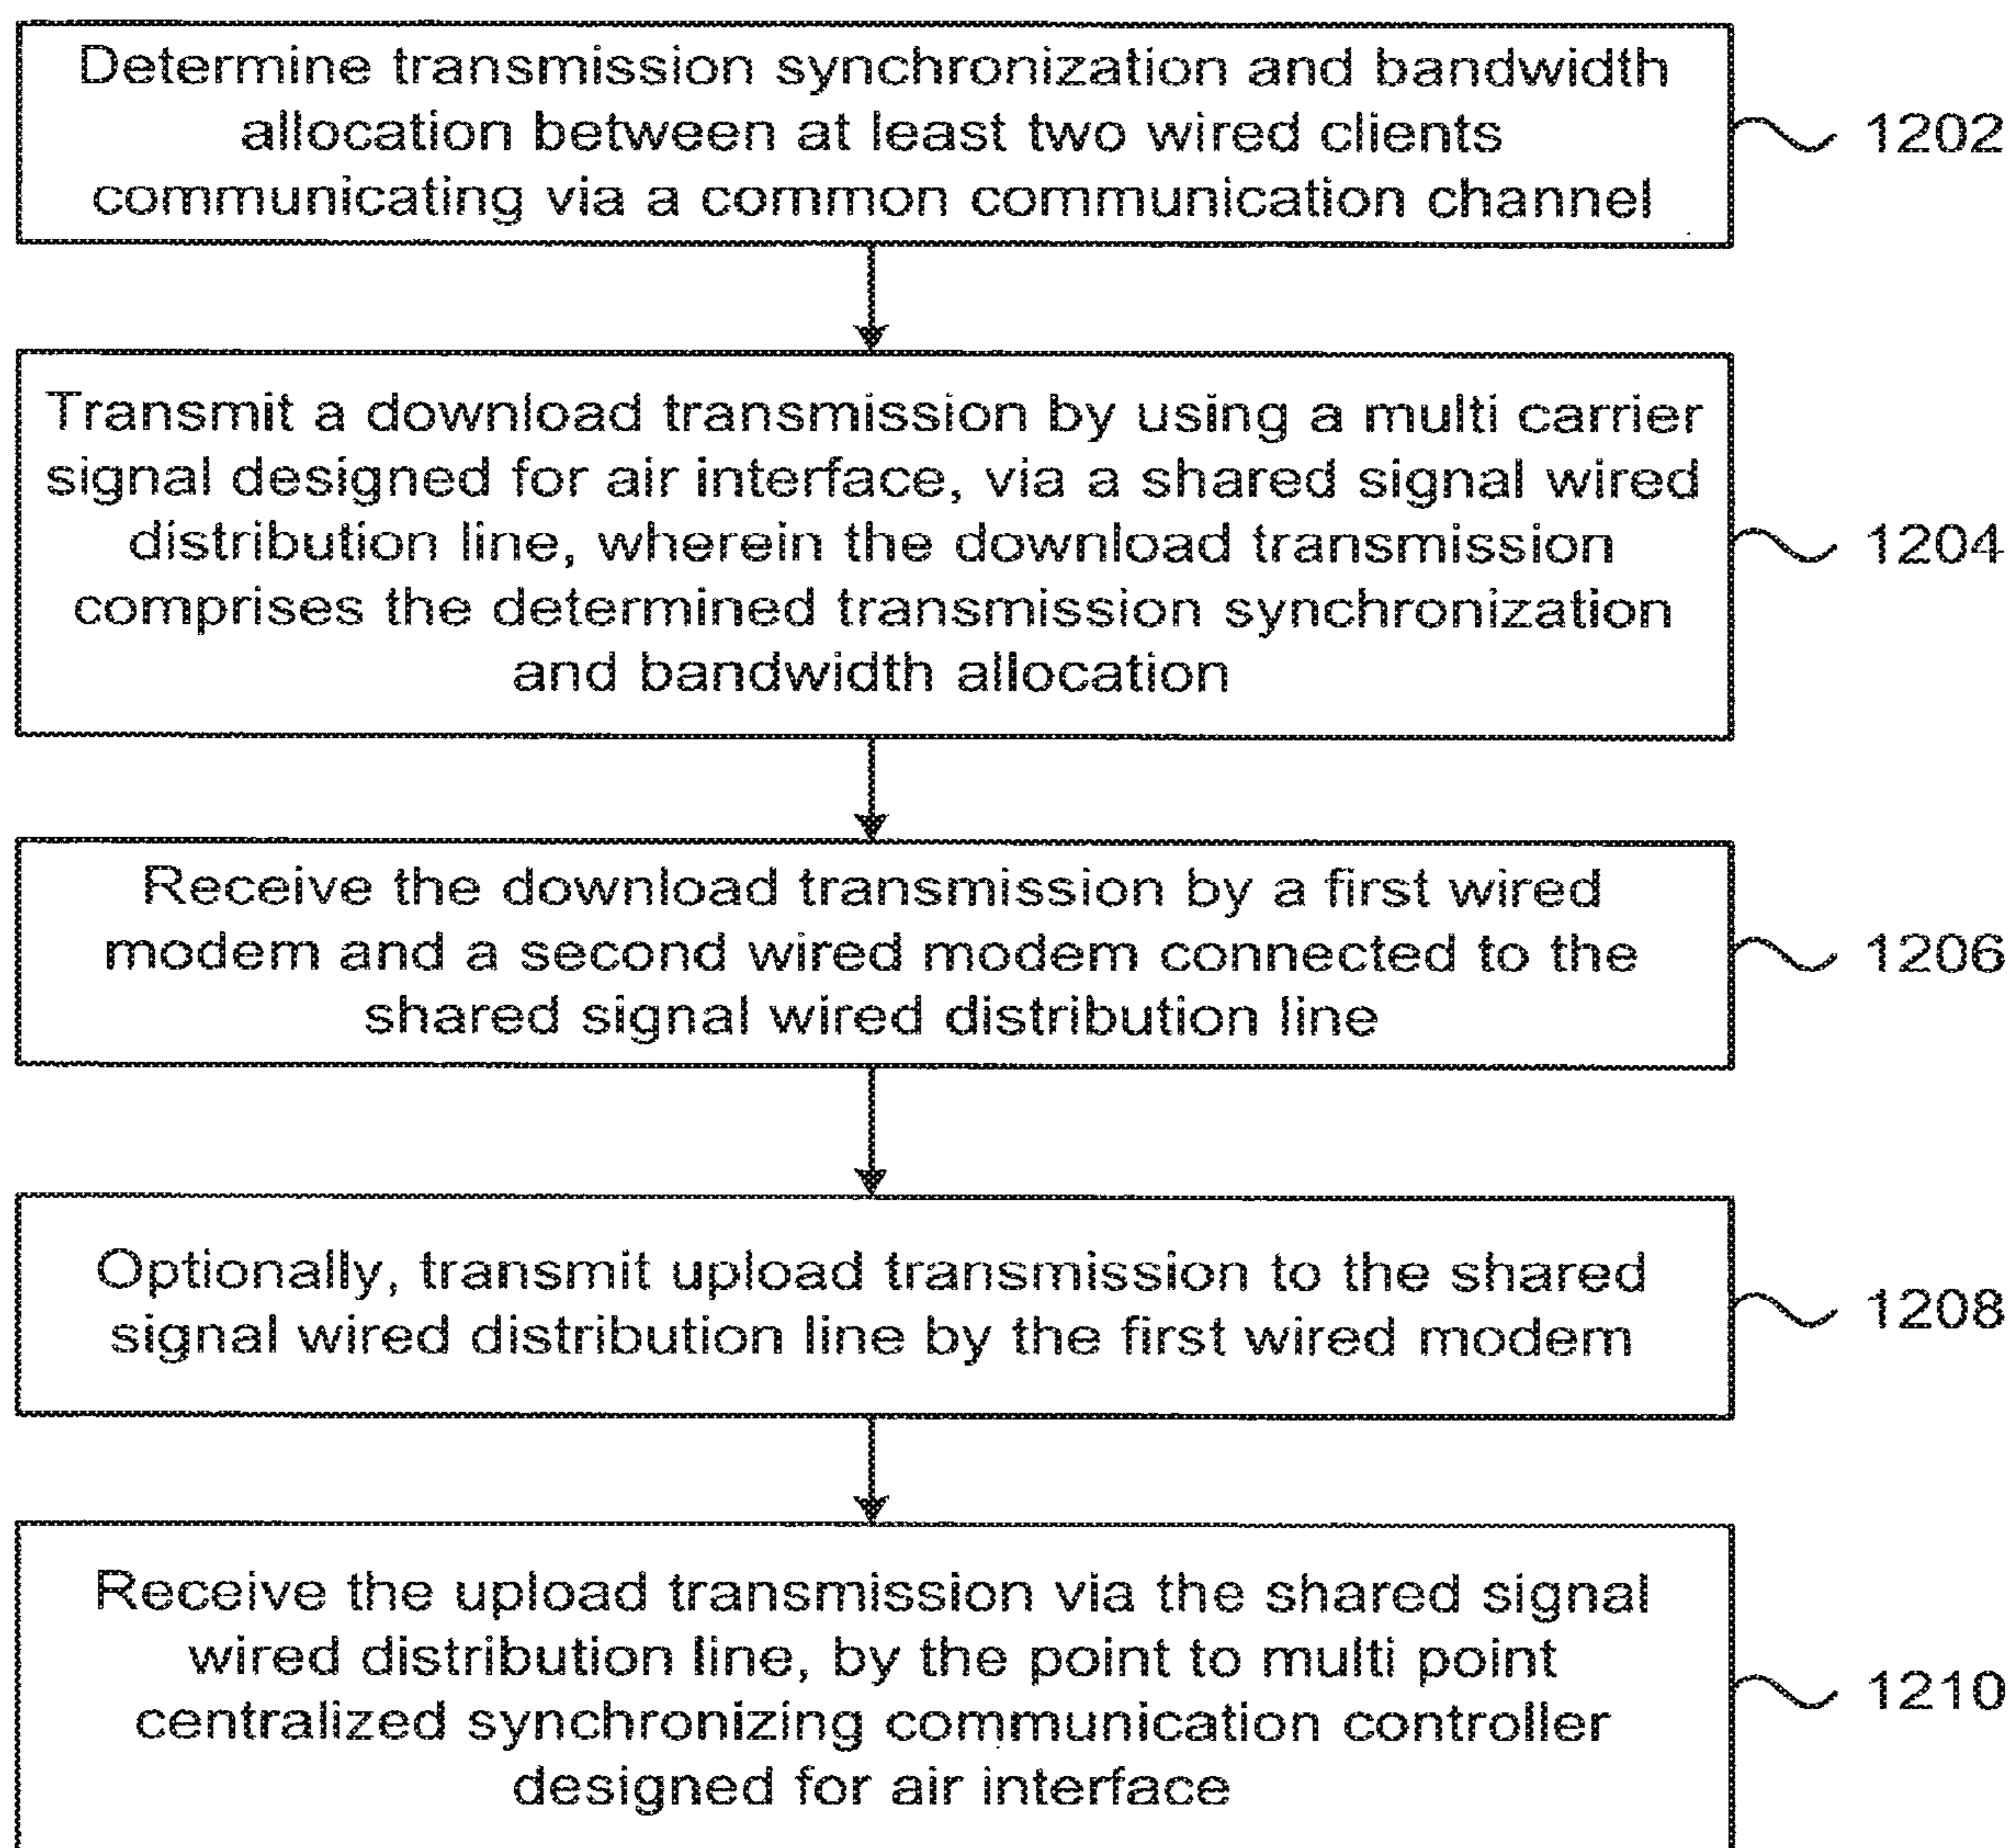 Determine transmission synchronization and bandwidth
allocation between at least two wired clients
communicating via a common communication channel
1202
Transmit a download transmission by using a multi carrier
signal designed for air interface, via a shared signal wired
distribution line, wherein the download transmission
comprises the determined transmission synchronization
and bandwidth allocation
1204
Receive the download transmission by a first wired
modem and a second wired modem connected to the
shared signal wired distribution line
1206
Optionally, transmit upload transmission to the shared
signal wired distribution line by the first wired modem
1208
Receive the upload transmission via the shared signal
wired distribution line, by the point to multi point
centralized synchronizing communication controller
designed for air interface
1210